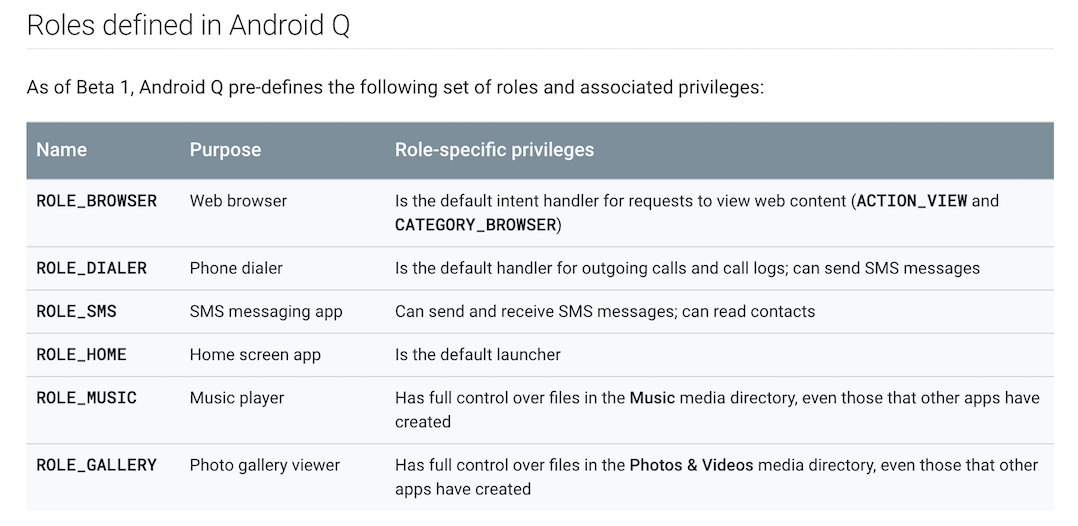 Roles defined in Android Q
As of Beta 1, Android Q pre-defines the following set of roles and associated privileges:
Name Purpose Role-specific privileges
ROLE_BROWSER Web browser Is the default intent handler for requests to view web content (ACTION_VIEW and
CATEGORY_BROWSER)
ROLE_DIALER Phone dialer Is the default handler for outgoing calls and call logs; can send SMS messages
ROLE_SMS SMS messaging app Can send and receive SMS messages; can read contacts
ROLE_HOME Home screen app Is the default launcher
ROLE_MUSIC Music player Has full control over files in the Music media directory, even those that other apps have
created
ROLE_GALLERY Photo gallery viewer Has full control over files in the Photos & Videos media directory, even those that other
apps have created